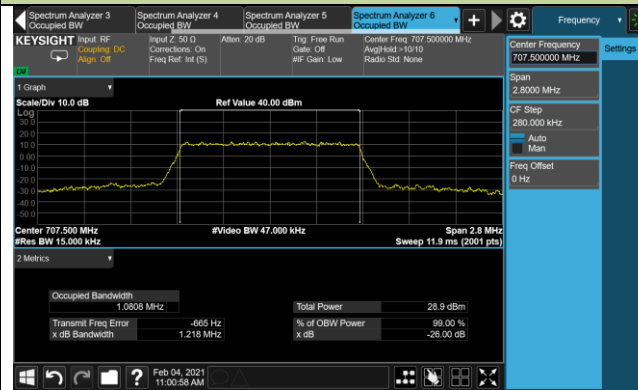 Spectrum Analyzer 3
Occupied BW
Spectrum Analyzer 4
Occupied BW
Spectrum Analyzer 5
Occupied BW
Spectrum Analyzer 6
Occupied BW
Frequency
KEYSIGHT
Input: RF
Coupling: DC
Align: Off
Input Z: 50 Ω
Corrections: On
Freq Ref: Int (S)
Atten: 20 dB
Trig: Free Run
Gate: Off
#IF Gain: Low
Center Freq: 707.500000 MHz
Avg|Hold:>10/10
Radio Std: None
LXI
Center Frequency
707.500000 MHz
Settings
Span
2.8000 MHz
CF Step
280.000 kHz
Auto
Man
Freq Offset
0 Hz
1 Graph
Scale/Div 10.0 dB
Ref Value 40.00 dBm
Log
30.0
20.0
10.0
0.00
-10.0
-20.0
-30.0
-40.0
-50.0
Center 707.500 MHz
#Video BW 47.000 kHz
Span 2.8 MHz
#Res BW 15.000 kHz
Sweep 11.9 ms (2001 pts)
2 Metrics
Occupied Bandwidth
1.0808 MHz
Total Power
28.9 dBm
Transmit Freq Error
-665 Hz
% of OBW Power
99.00 %
x dB Bandwidth
1.218 MHz
x dB
-26.00 dB
Feb 04, 2021
11:00:58 AM